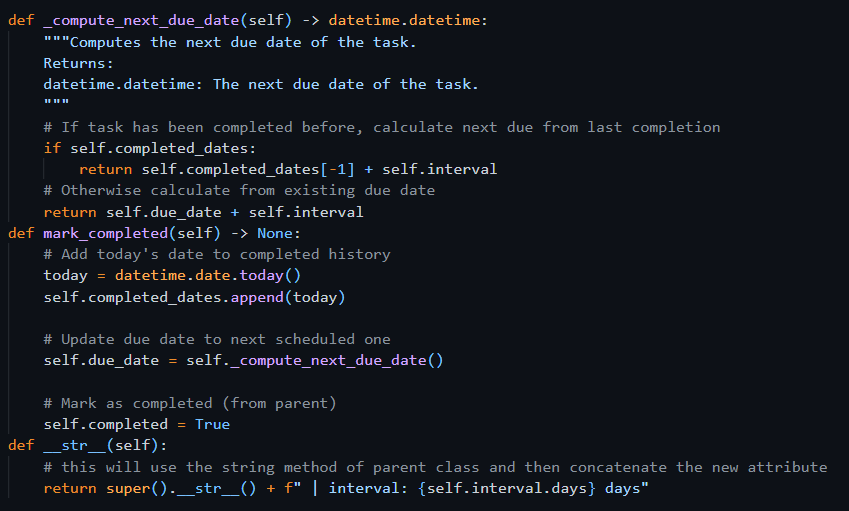 def _compute_next_due_date(self) -> datetime.datetime:
    """Computes the next due date of the task.
    Returns:
    datetime.datetime: The next due date of the task.
    """
    # If task has been completed before, calculate next due from last completion
    if self.completed_dates:
        return self.completed_dates[-1] + self.interval
    # Otherwise calculate from existing due date
    return self.due_date + self.interval
def mark_completed(self) -> None:
    # Add today's date to completed history
    today = datetime.date.today()
    self.completed_dates.append(today)

    # Update due date to next scheduled one
    self.due_date = self._compute_next_due_date()

    # Mark as completed (from parent)
    self.completed = True
def __str__(self):
    # this will use the string method of parent class and then concatenate the new attribute
    return super().__str__() + f" | interval: {self.interval.days} days"